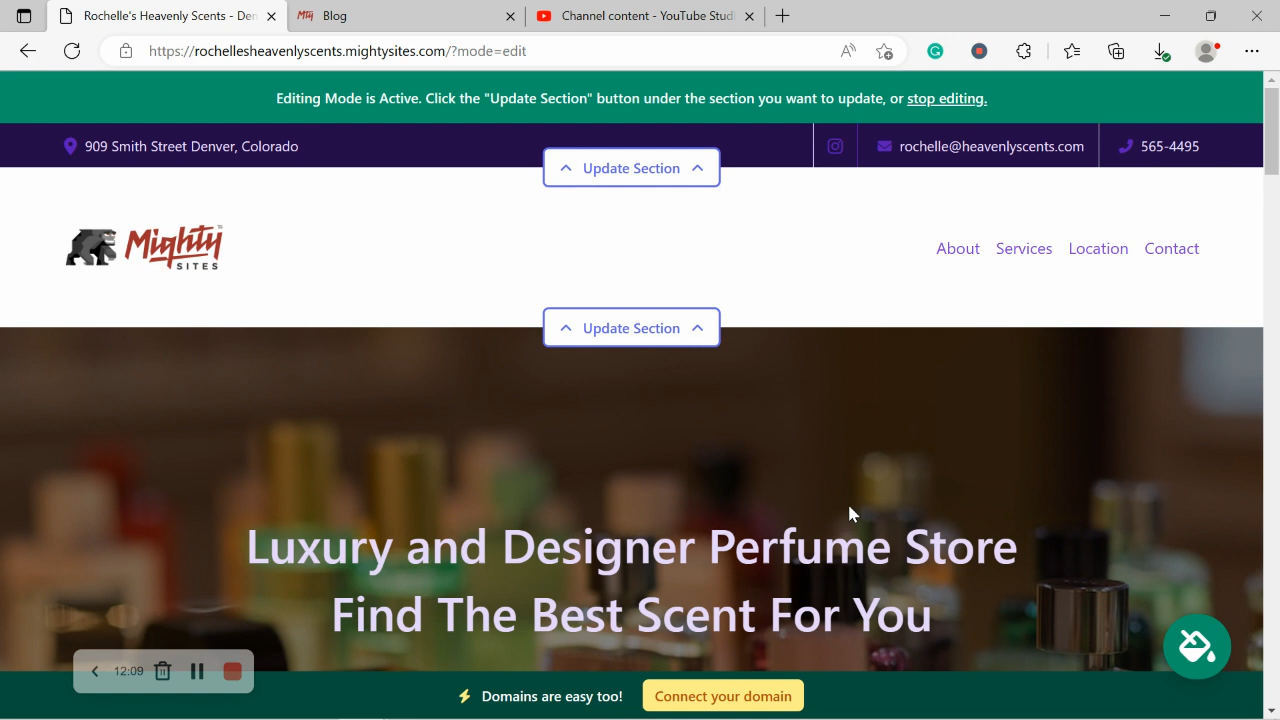 Rochelle's Heavenly Scents - Den
Blog
Channel content - YouTube Studi
https://rochellesheavenlyscents.mightysites.com/?mode=edit
Editing Mode is Active. Click the "Update Section" button under the section you want to update, or stop editing.
909 Smith Street Denver, Colorado
rochelle@heavenlyscents.com
565-4495
Update Section
Mighty
SITES
About Services Location Contact
Update Section
Luxury and Designer Perfume Store
Find The Best Scent For You
12:09
Domains are easy too!
Connect your domain